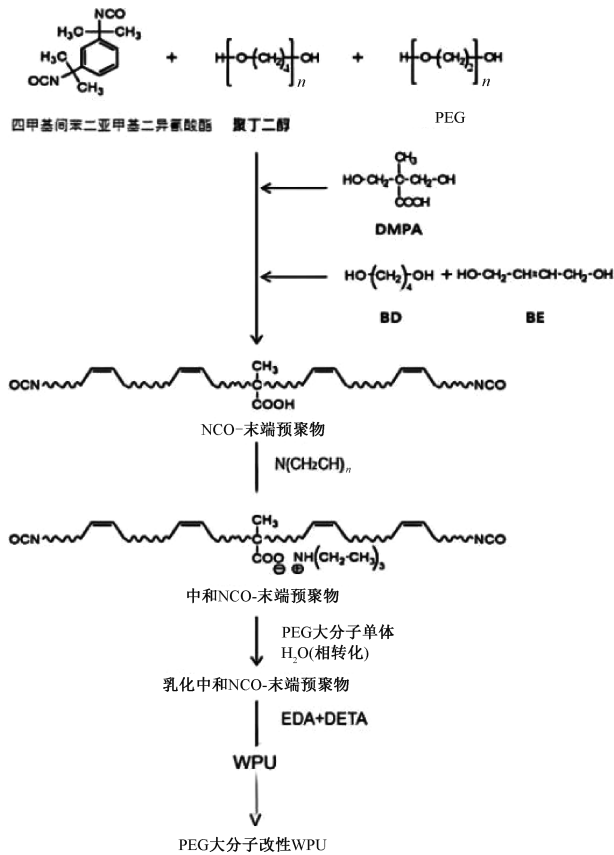 NCO
H₃C
CH₃
H₃C
OCN
CH₃
CH₃
+
H-[O-(CH₂)₄]n-OH
+
H-[O-(CH₂)₂]n-OH
四甲基间苯二亚甲基二异氰酸酯
聚丁二醇
PEG
CH₃
HO-CH₂-C-CH₂-OH
COOH
DMPA
HO-(CH₂)₄-OH + HO-CH₂-CH=CH-CH₂-OH
BD
BE
OCN
CH₃
C
NCO
COOH
NCO-末端预聚物
N(CH₂CH)n
OCN
CH₃
C
NCO
COO
⊖ ⊕
NH(CH₂-CH₂)₃
中和NCO-末端预聚物
PEG大分子单体
H₂O(相转化)
乳化中和NCO-末端预聚物
EDA+DETA
WPU
PEG大分子改性WPU